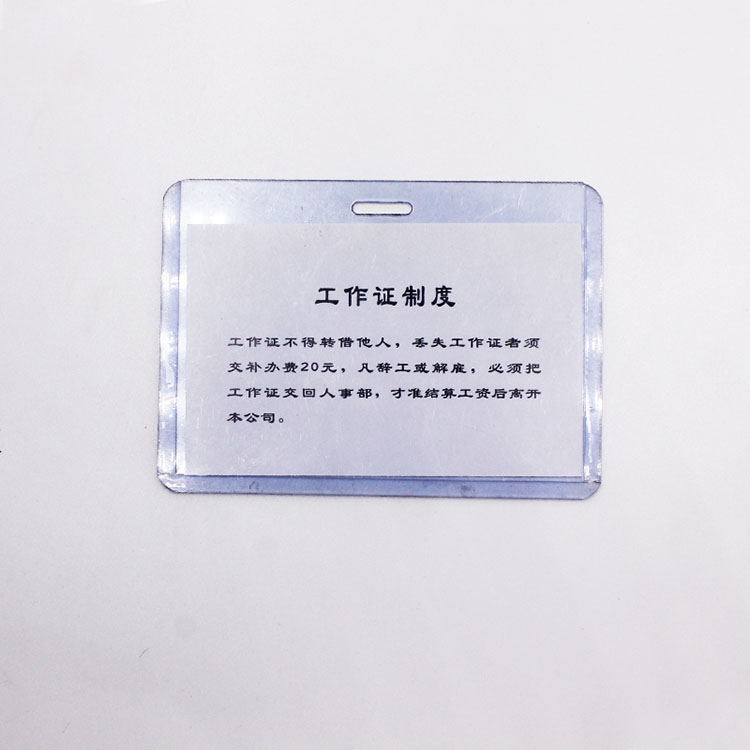 工作证制度
工作证不得转借他人，丢失工作证者须
交补办费20元，凡辞工或解雇，必须把
工作证交回人事部，才准结算工资后离开
本公司。